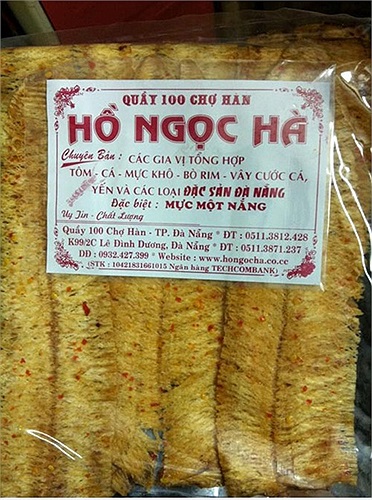 QUẦY 100 CHỢ HÀN
HỒ NGỌC HÀ
Chuyên Bán : CÁC GIA VỊ TỔNG HỢP
TÔM - CÁ - MỰC KHÔ - BÒ RIM - VÂY CƯỚC CÁ,
YẾN VÀ CÁC LOẠI ĐẶC SẢN ĐÀ NẴNG
Đặc biệt : MỰC MỘT NẮNG
Uy Tín - Chất Lượng
Quầy 100 Chợ Hàn - TP. Đà Nẵng * ĐT : 0511.3812.428
K99/2C Lê Đình Dương, Đà Nẵng * ĐT : 0511.3871.237
DĐ : 0932.427.399 * Website : www.hongocha.co.cc
(STK : 10421831661015 Ngân hàng TECHCOMBANK)